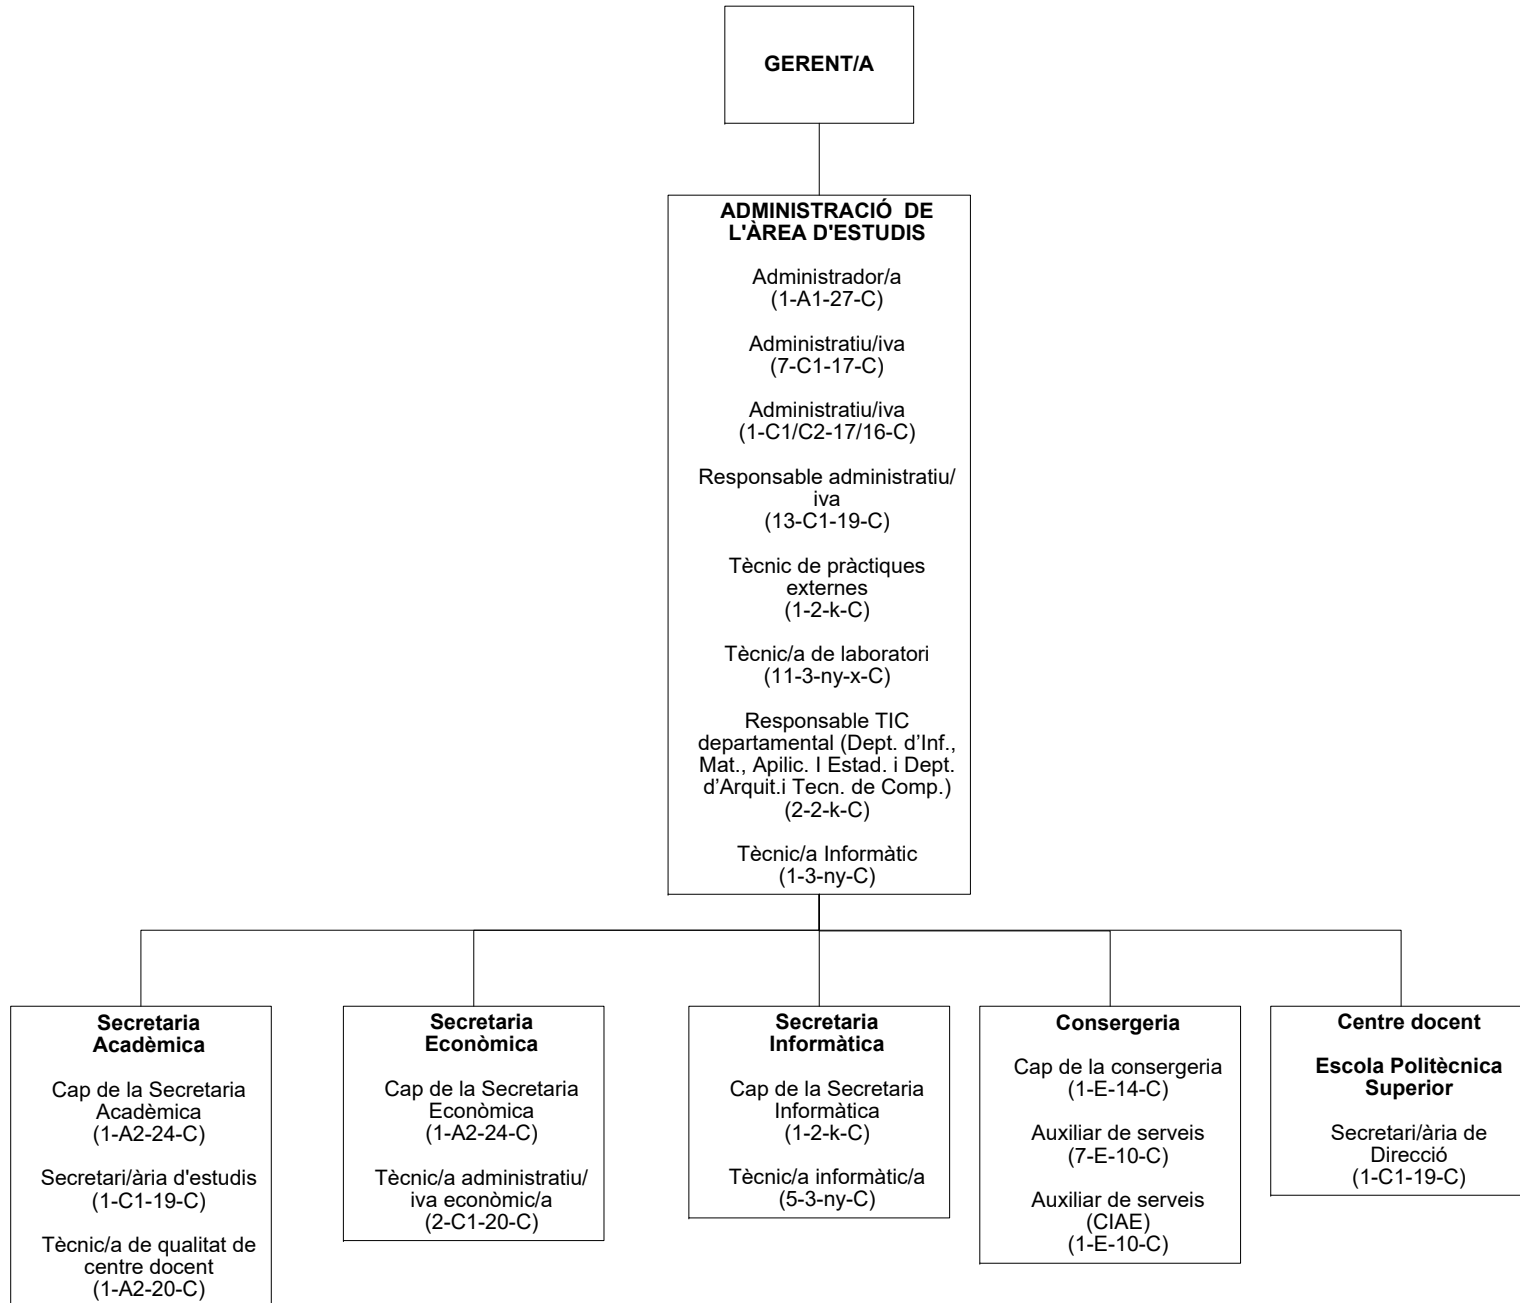 GERENT/A
ADMINISTRACIÓ DE
L'ÀREA D'ESTUDIS
Administrador/a
(1-A1-27-C)
Administratiu/iva
(7-C1-17-C)
Administratiu/iva
(1-C1/C2-17/16-C)
Responsable administratiu/
iva
(13-C1-19-C)
Tècnic de pràctiques
externes
(1-2-k-C)
Tècnic/a de laboratori
(11-3-ny-x-C)
Responsable TIC
departamental (Dept. d’Inf.,
Mat., Apilic. I Estad. i Dept.
d’Arquit.i Tecn. de Comp.)
(2-2-k-C)
Tècnic/a Informàtic
(1-3-ny-C)
Secretaria
Acadèmica
Cap de la Secretaria
Acadèmica
(1-A2-24-C)
Secretari/ària d'estudis
(1-C1-19-C)
Tècnic/a de qualitat de
centre docent
(1-A2-20-C)
Secretaria
Econòmica
Cap de la Secretaria
Econòmica
(1-A2-24-C)
Tècnic/a administratiu/
iva econòmic/a
(2-C1-20-C)
Secretaria
Informàtica
Cap de la Secretaria
Informàtica
(1-2-k-C)
Tècnic/a informàtic/a
(5-3-ny-C)
Consergeria
Cap de la consergeria
(1-E-14-C)
Auxiliar de serveis
(7-E-10-C)
Auxiliar de serveis
(CIAE)
(1-E-10-C)
Centre docent
Escola Politècnica
Superior
Secretari/ària de
Direcció
(1-C1-19-C)